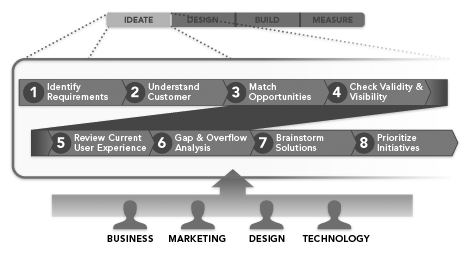 IDEATE DESIGN BUILD MEASURE
1 Identify
Requirements
2 Understand
Customer
3 Match
Opportunities
4 Check Validity &
Visibility
5 Review Current
User Experience
6 Gap & Overflow
Analysis
7 Brainstorm
Solutions
8 Prioritize
Initiatives
BUSINESS MARKETING DESIGN TECHNOLOGY